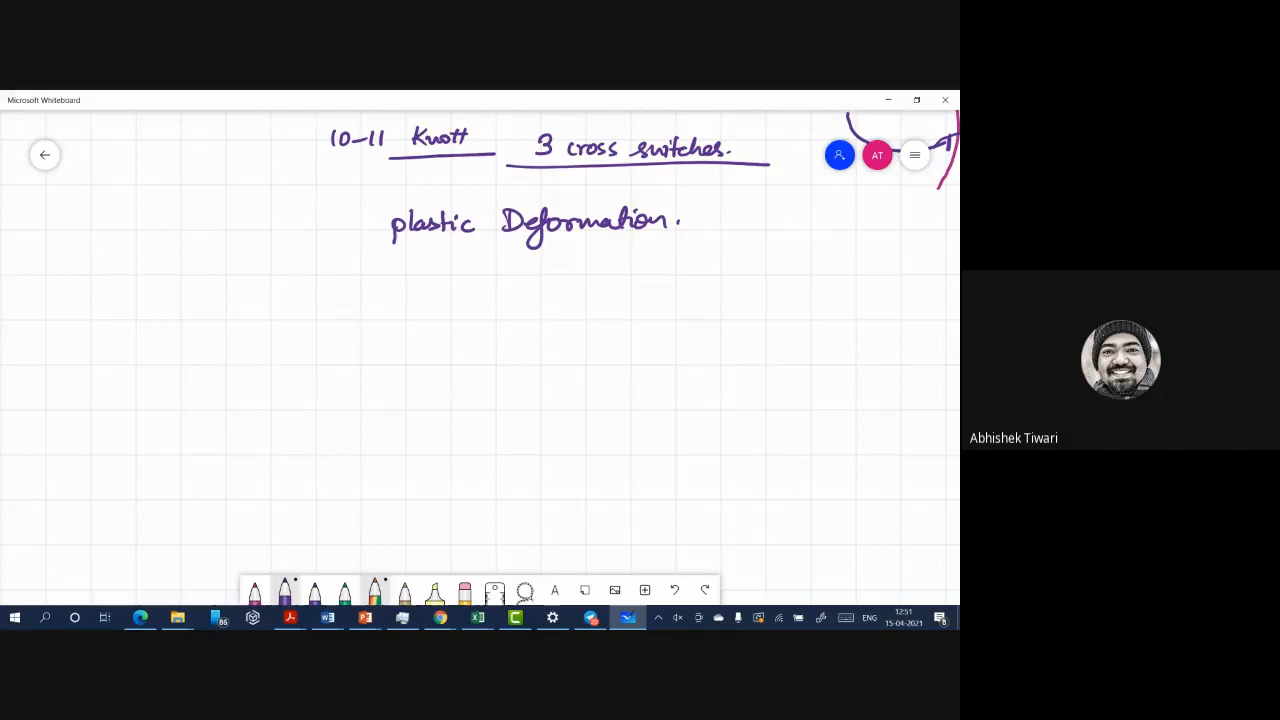 Microsoft Whiteboard
10-11 Knott 3 cross switches.
AT
plastic Deformation.
Abhishek Tiwari
A
86
ENG
12:51
15-04-2021